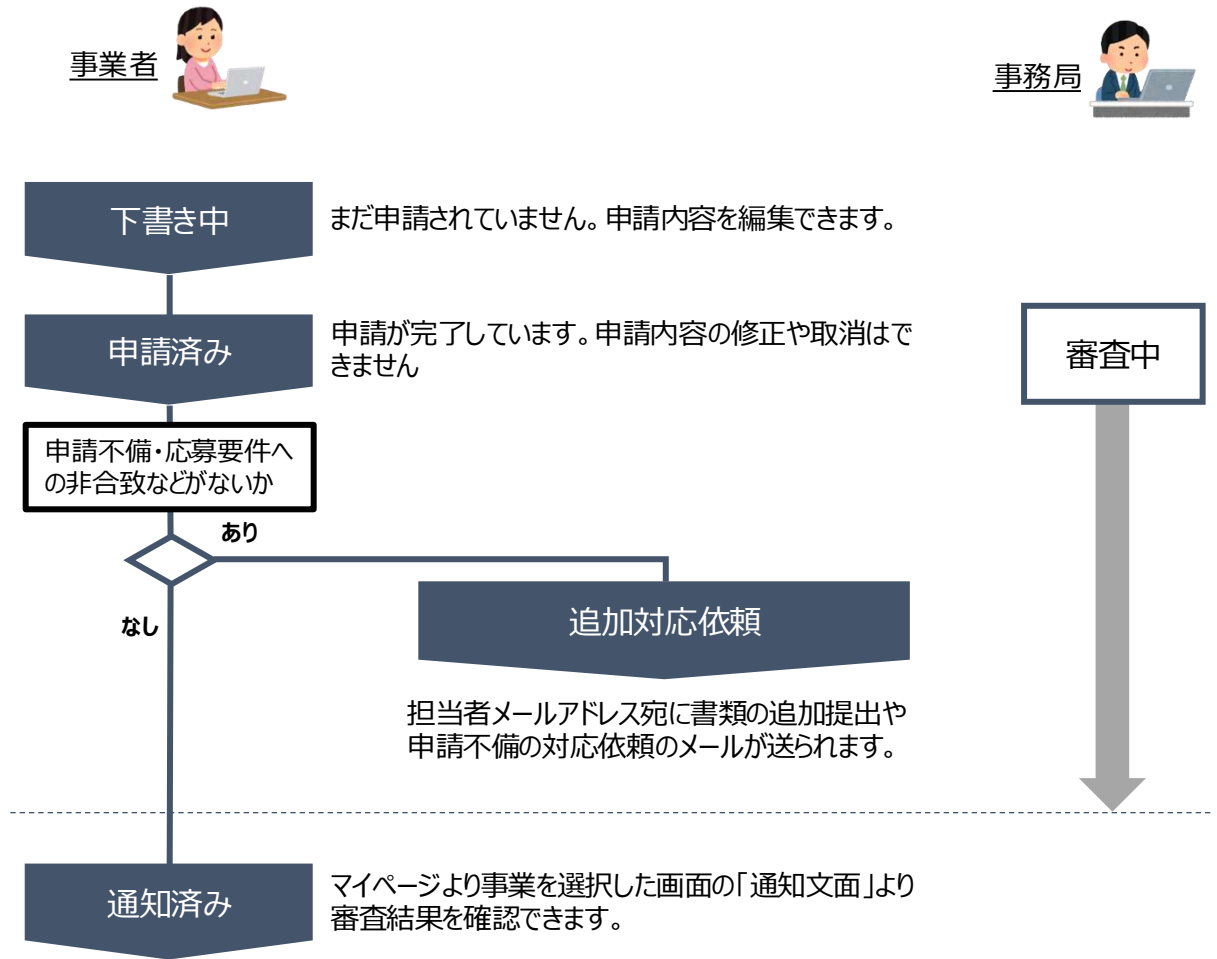 事業者
事務局
下書き中
まだ申請されていません。申請内容を編集できます。
申請済み
申請が完了しています。申請内容の修正や取消はで
きません
審査中
申請不備・応募要件へ
の非合致などがないか
あり
なし
追加対応依頼
担当者メールアドレス宛に書類の追加提出や
申請不備の対応依頼のメールが送られます。
通知済み
マイページより事業を選択した画面の「通知文面」より
審査結果を確認できます。